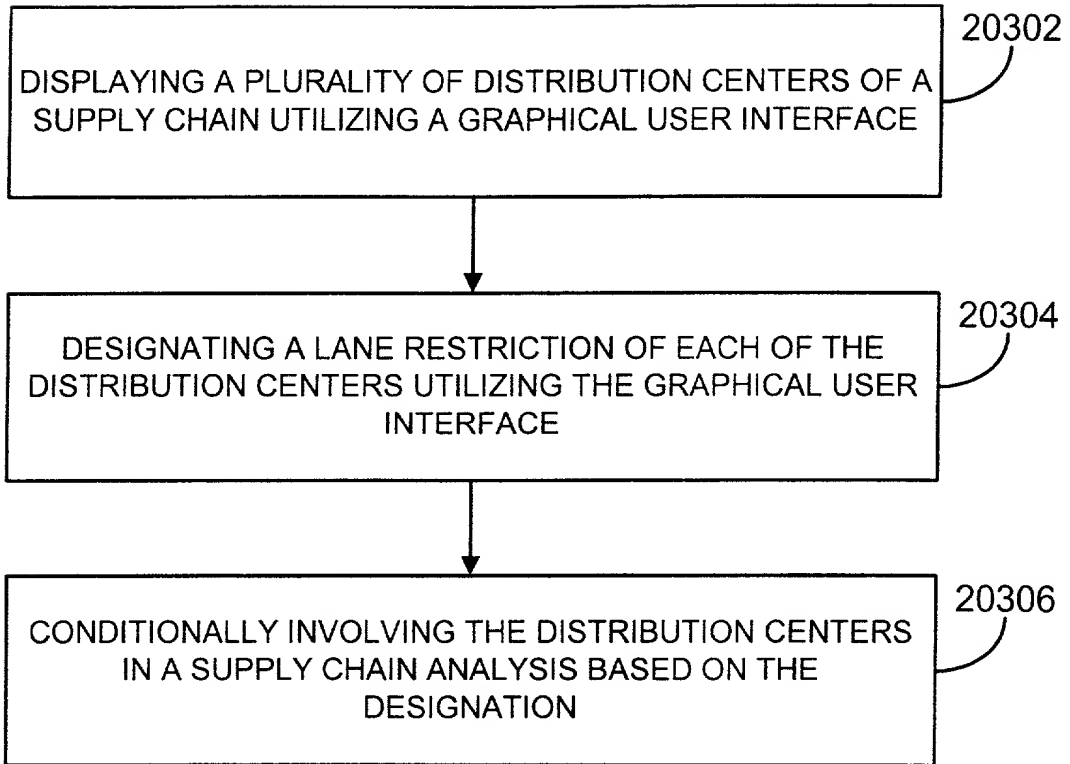 20302
DISPLAYING A PLURALITY OF DISTRIBUTION CENTERS OF A
SUPPLY CHAIN UTILIZING A GRAPHICAL USER INTERFACE
20304
DESIGNATING A LANE RESTRICTION OF EACH OF THE
DISTRIBUTION CENTERS UTILIZING THE GRAPHICAL USER
INTERFACE
20306
CONDITIONALLY INVOLVING THE DISTRIBUTION CENTERS
IN A SUPPLY CHAIN ANALYSIS BASED ON THE
DESIGNATION